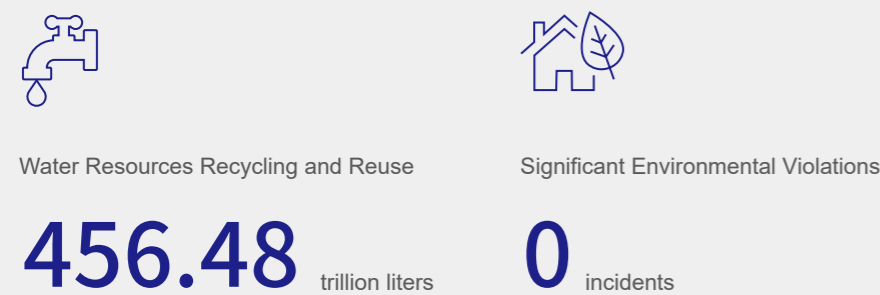 Water Resources Recycling and Reuse
Significant Environmental Violations
456.48 trillion liters
0 incidents